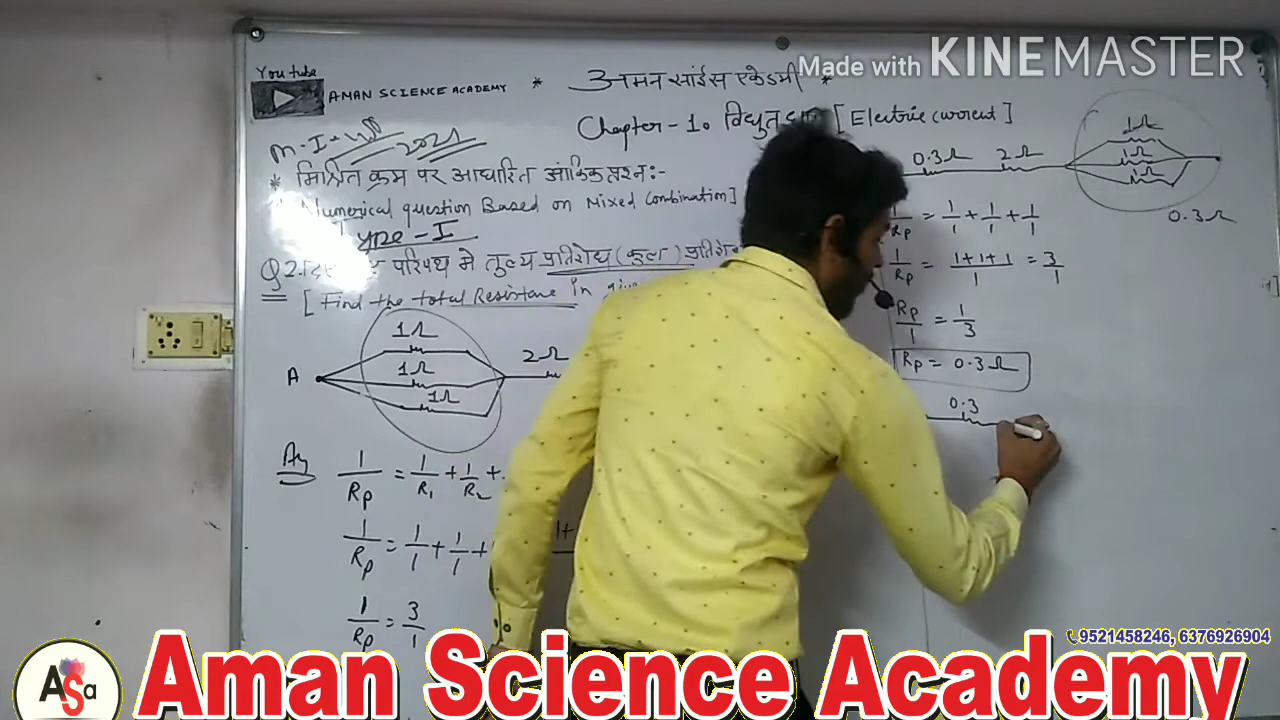 Made with KINEMASTER
You tube
AMAN SCIENCE ACADEMY * अमन साइंस एकेडमी *
Chapter-10 विद्युत [Electric current]
2021
* मिश्रित क्रम पर आधारित आंकिक प्रश्न:-
Numerical question Based on Mixed Combination]
Type-I
Q2. परिपथ मे तुल्य प्रतिरोध (कुल)
[Find the total Resistance in
1Ω
1Ω
1Ω
2Ω
A
1/Rp = 1/R1 + 1/R2 +
1/Rp = 1/1 + 1/1 +
1/Rp = 3/1
0.3Ω 2Ω
1Ω
1Ω
1Ω
0.3Ω
1/Rp = 1/1 + 1/1 + 1/1
1/Rp = 1+1+1/1 = 3/1
Rp/1 = 1/3
Rp = 0.3Ω
0.3
9521458246, 6376926904
ASa
Aman Science Academy